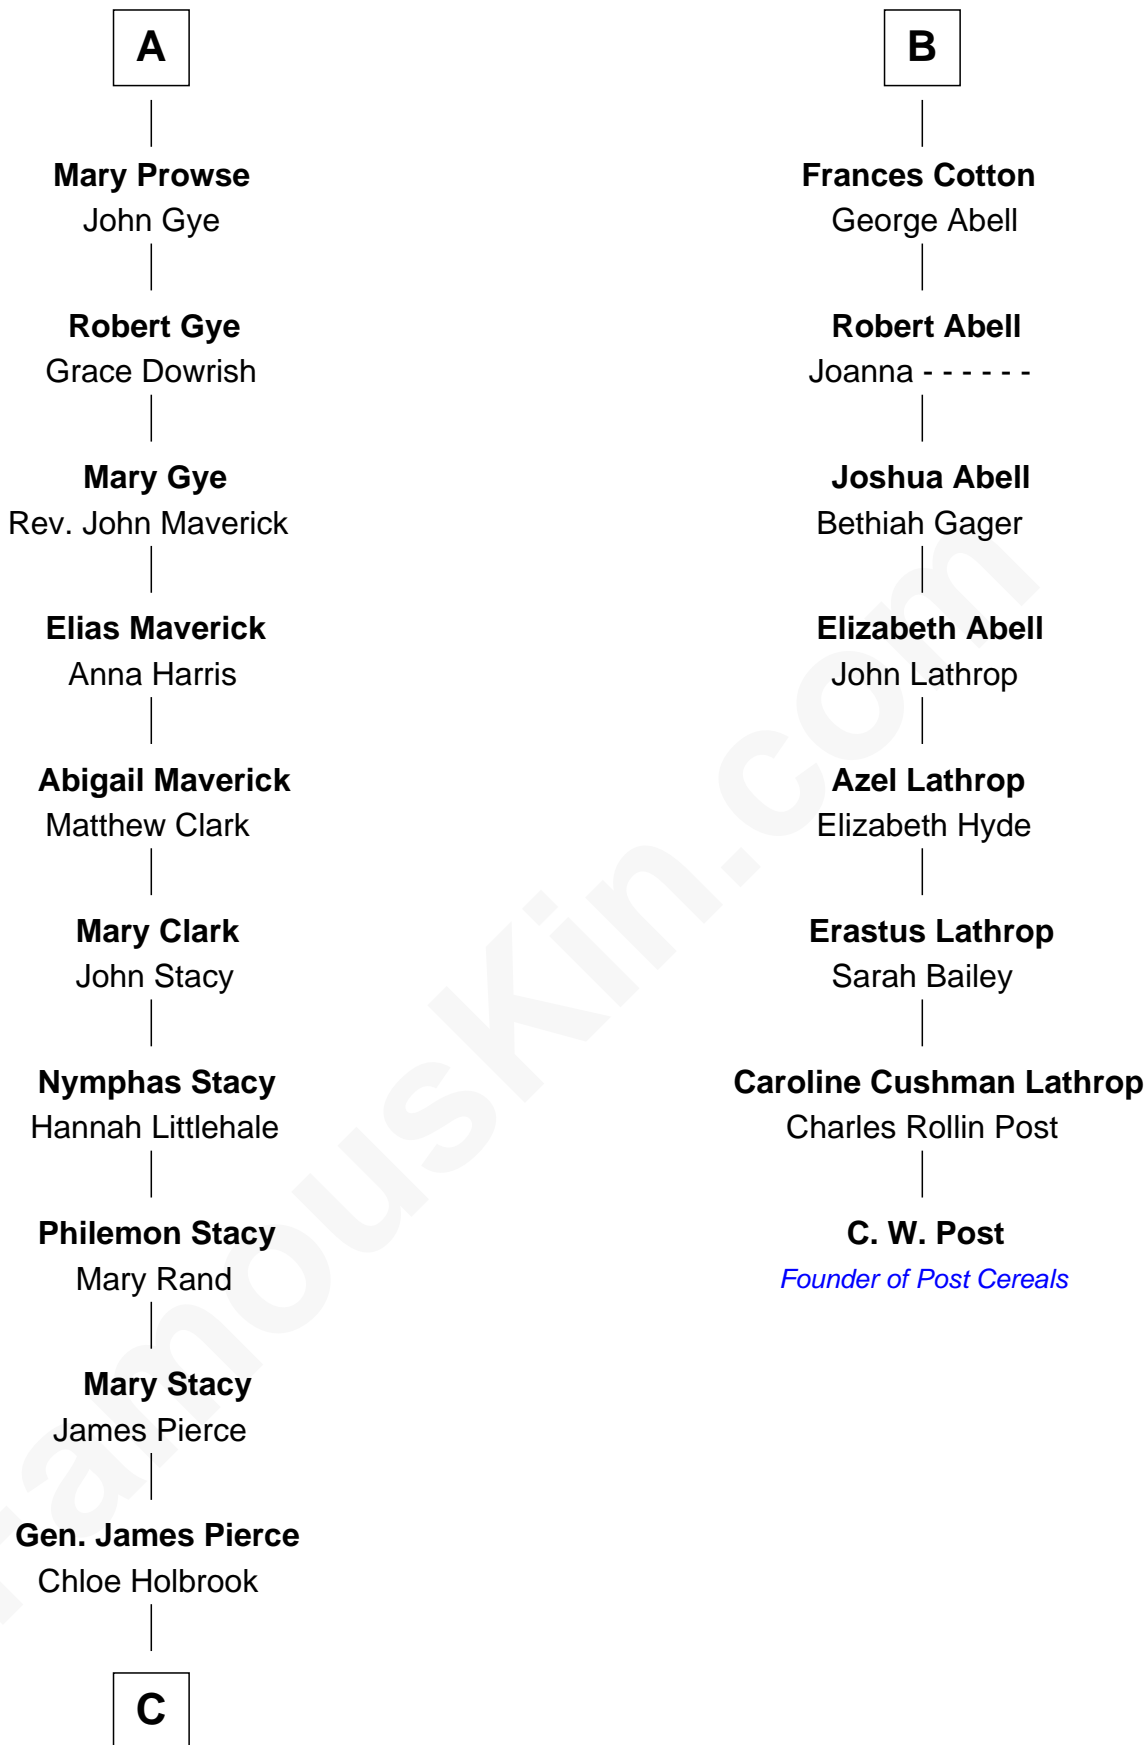 A
Mary Prowse
John Gye
Robert Gye
Grace Dowrish
Mary Gye
Rev. John Maverick
Elias Maverick
Anna Harris
Abigail Maverick
Matthew Clark
Mary Clark
John Stacy
Nymphas Stacy
Hannah Littlehale
Philemon Stacy
Mary Rand
Mary Stacy
James Pierce
Gen. James Pierce
Chloe Holbrook
C
B
Frances Cotton
George Abell
Robert Abell
Joanna - - - - - -
Joshua Abell
Bethiah Gager
Elizabeth Abell
John Lathrop
Azel Lathrop
Elizabeth Hyde
Erastus Lathrop
Sarah Bailey
Caroline Cushman Lathrop
Charles Rollin Post
C. W. Post
Founder of Post Cereals
FamousKin.com